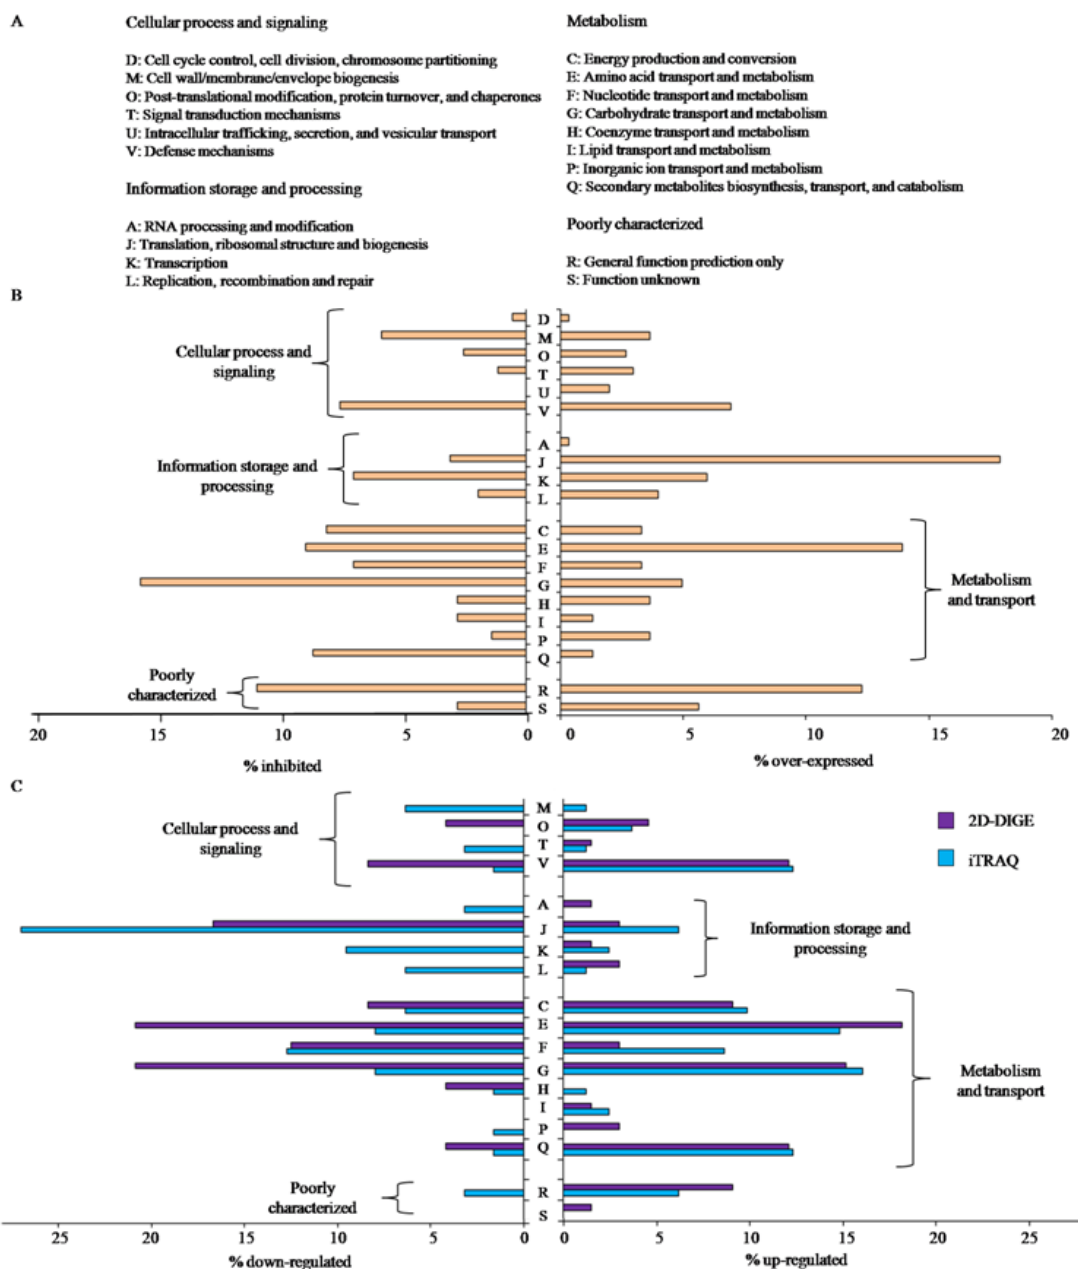 A
Cellular process and signaling
D: Cell cycle control, cell division, chromosome partitioning
M: Cell wall/membrane/envelope biogenesis
O: Post-translational modification, protein turnover, and chaperones
T: Signal transduction mechanisms
U: Intracellular trafficking, secretion, and vesicular transport
V: Defense mechanisms
Information storage and processing
A: RNA processing and modification
J: Translation, ribosomal structure and biogenesis
K: Transcription
L: Replication, recombination and repair
Metabolism
C: Energy production and conversion
E: Amino acid transport and metabolism
F: Nucleotide transport and metabolism
G: Carbohydrate transport and metabolism
H: Coenzyme transport and metabolism
I: Lipid transport and metabolism
P: Inorganic ion transport and metabolism
Q: Secondary metabolites biosynthesis, transport, and catabolism
Poorly characterized
R: General function prediction only
S: Function unknown
B
Cellular process and
signaling
Information storage and
processing
Poorly
characterized
D
M
O
T
U
V
A
J
K
L
C
E
F
G
H
I
P
Q
R
S
Metabolism
and transport
20 15 10 5 0
0 5 10 15 20
% inhibited
% over-expressed
C
Cellular process and
signaling
Poorly
characterized
M
O
T
V
A
J
K
L
C
E
F
G
H
I
P
Q
R
S
2D-DIGE
iTRAQ
Information storage and
processing
Metabolism
and transport
25 20 15 10 5 0
0 5 10 15 20 25
% down-regulated
% up-regulated